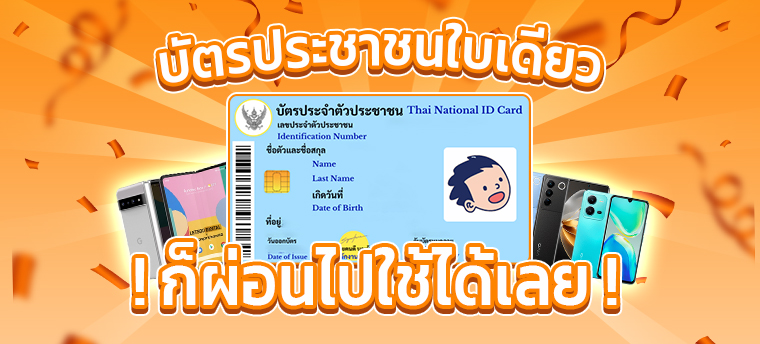 บัตรประชาชนใบเดียว
บัตรประจำตัวประชาชน Thai National ID Card
เลขประจำตัวประชาชน
Identification Number
ชื่อตัวและชื่อสกุล
Name
Last Name
เกิดวันที่
Date of Birth
ที่อยู่
วันออกบัตร
Date of Issue
! ก็ผ่อนไปใช้ได้เลย !